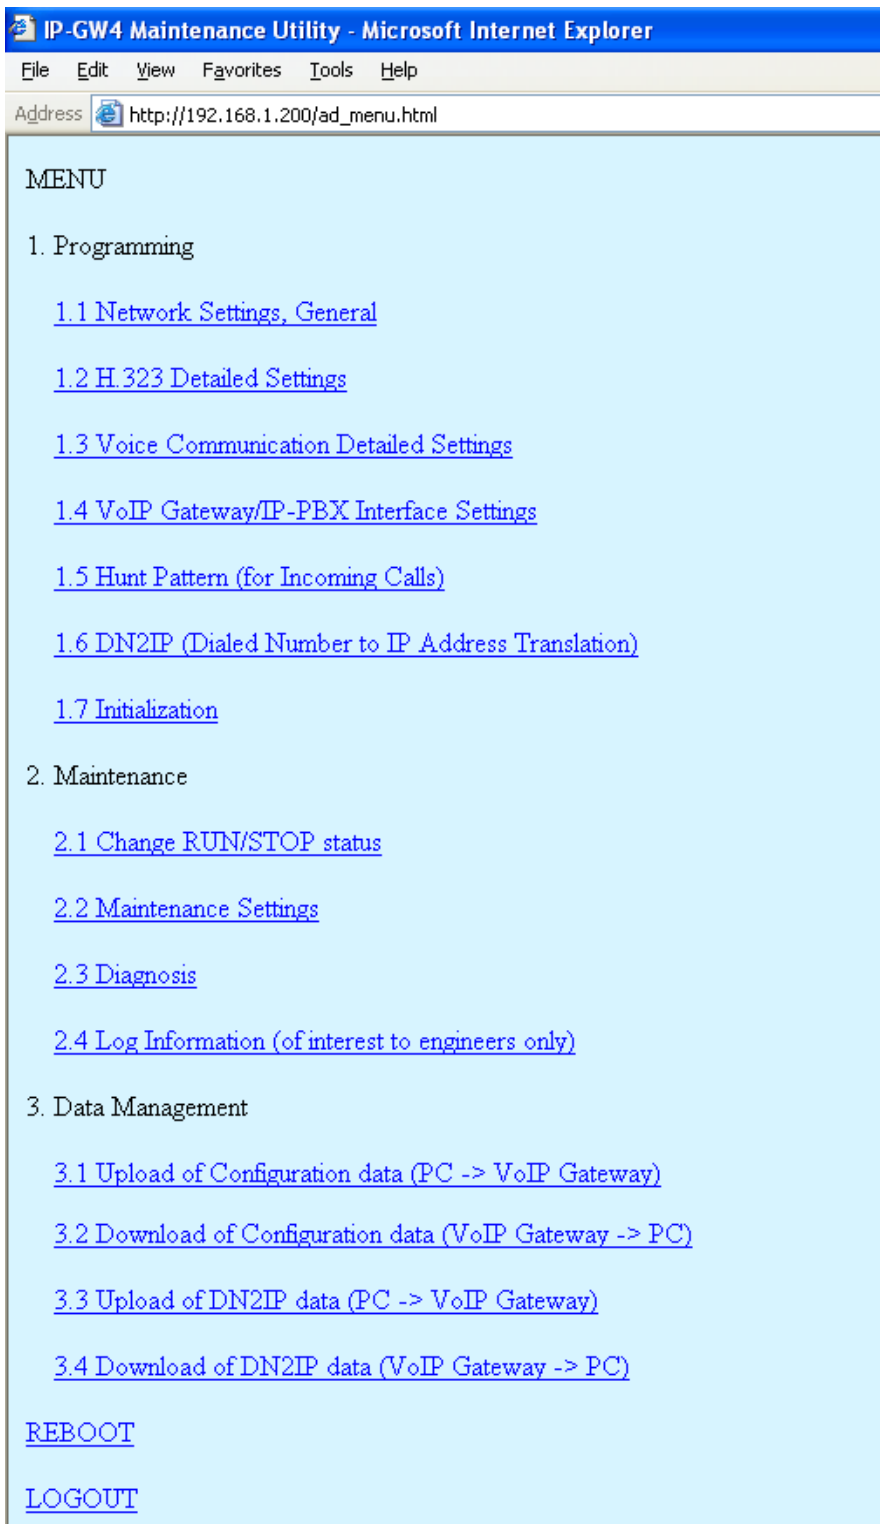 IP-GW4 Maintenance Utility - Microsoft Internet Explorer
File Edit View Favorites Tools Help
Address http://192.168.1.200/ad_menu.html
MENU
1. Programming
1.1 Network Settings, General
1.2 H.323 Detailed Settings
1.3 Voice Communication Detailed Settings
1.4 VoIP Gateway/IP-PBX Interface Settings
1.5 Hunt Pattern (for Incoming Calls)
1.6 DN2IP (Dialed Number to IP Address Translation)
1.7 Initialization
2. Maintenance
2.1 Change RUN/STOP status
2.2 Maintenance Settings
2.3 Diagnosis
2.4 Log Information (of interest to engineers only)
3. Data Management
3.1 Upload of Configuration data (PC -> VoIP Gateway)
3.2 Download of Configuration data (VoIP Gateway -> PC)
3.3 Upload of DN2IP data (PC -> VoIP Gateway)
3.4 Download of DN2IP data (VoIP Gateway -> PC)
REBOOT
LOGOUT